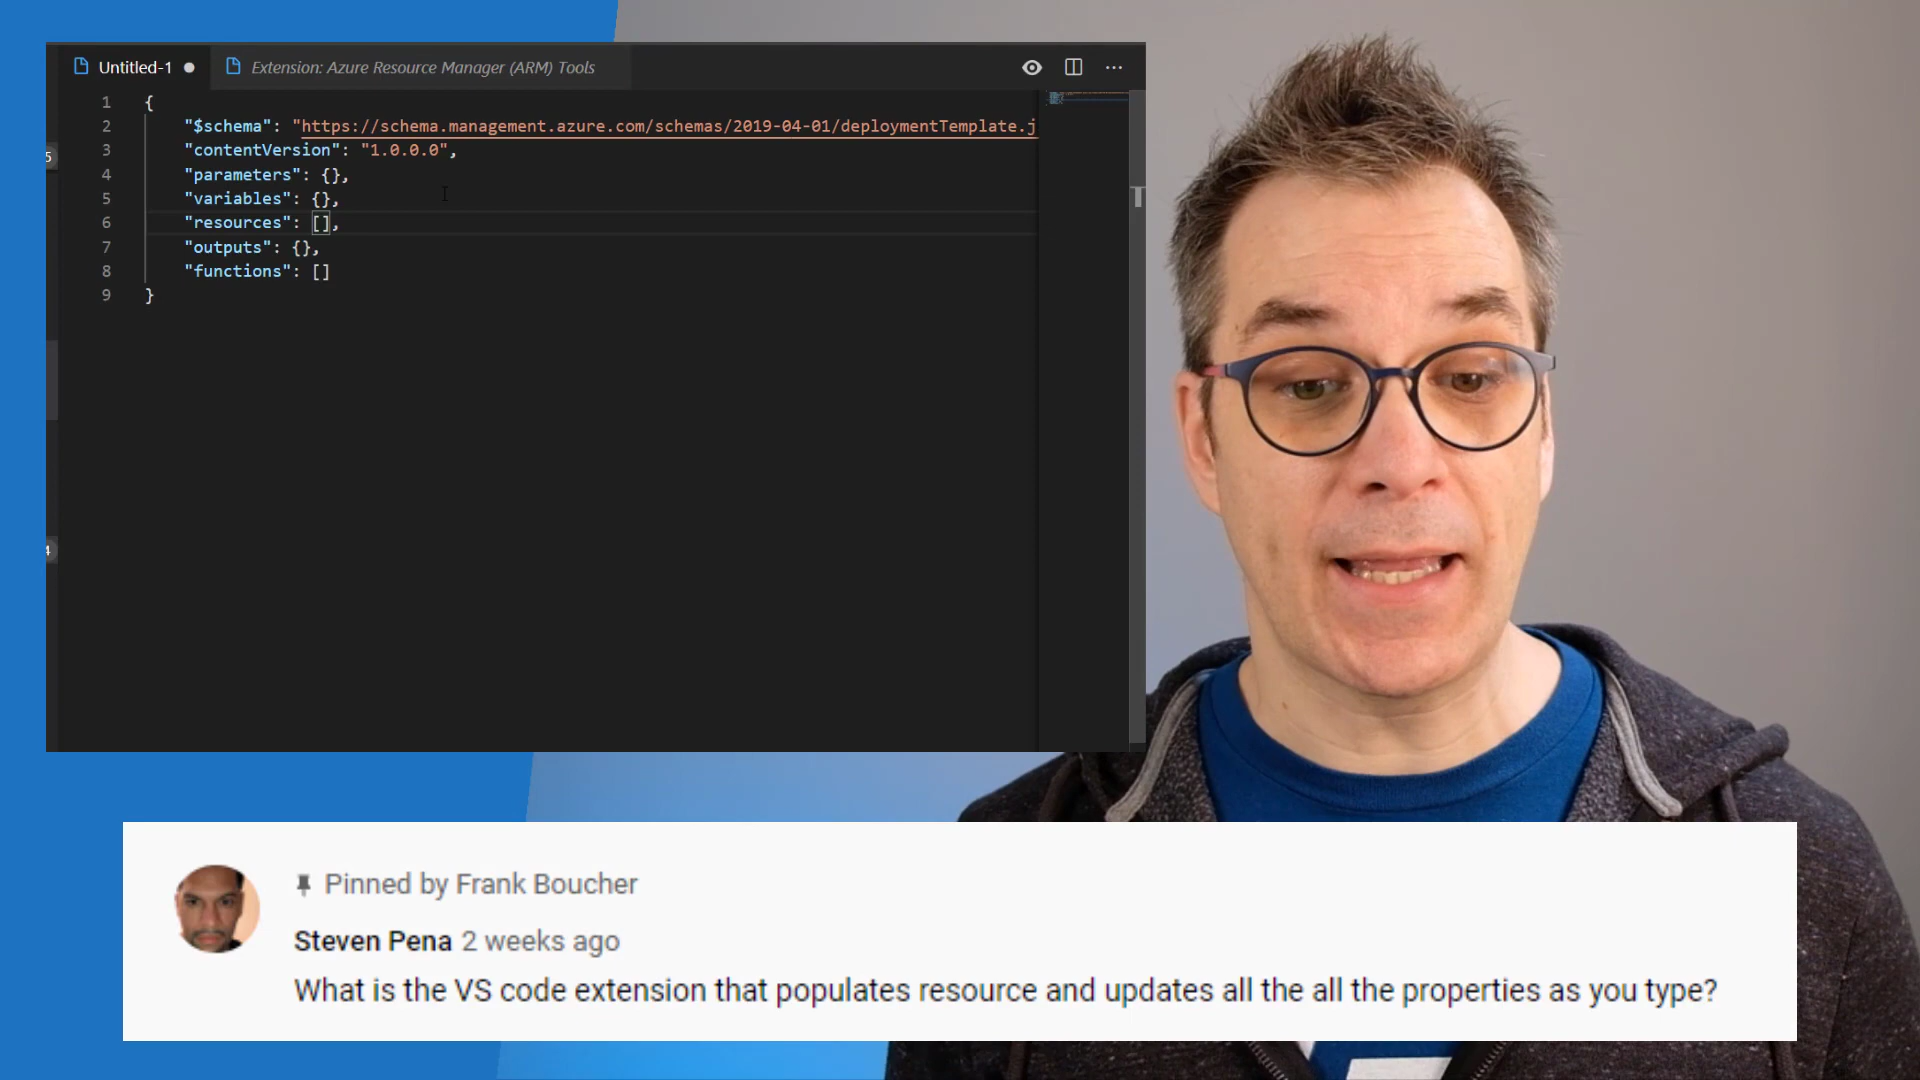 Untitled-1
Extension: Azure Resource Manager (ARM) Tools
1 {
2 "$schema": "https://schema.management.azure.com/schemas/2019-04-01/deploymentTemplate.j
3 "contentVersion": "1.0.0.0",
4 "parameters": {},
5 "variables": {},
6 "resources": [],
7 "outputs": {},
8 "functions": []
9 }
5
4
Pinned by Frank Boucher
Steven Pena 2 weeks ago
What is the VS code extension that populates resource and updates all the all the properties as you type?